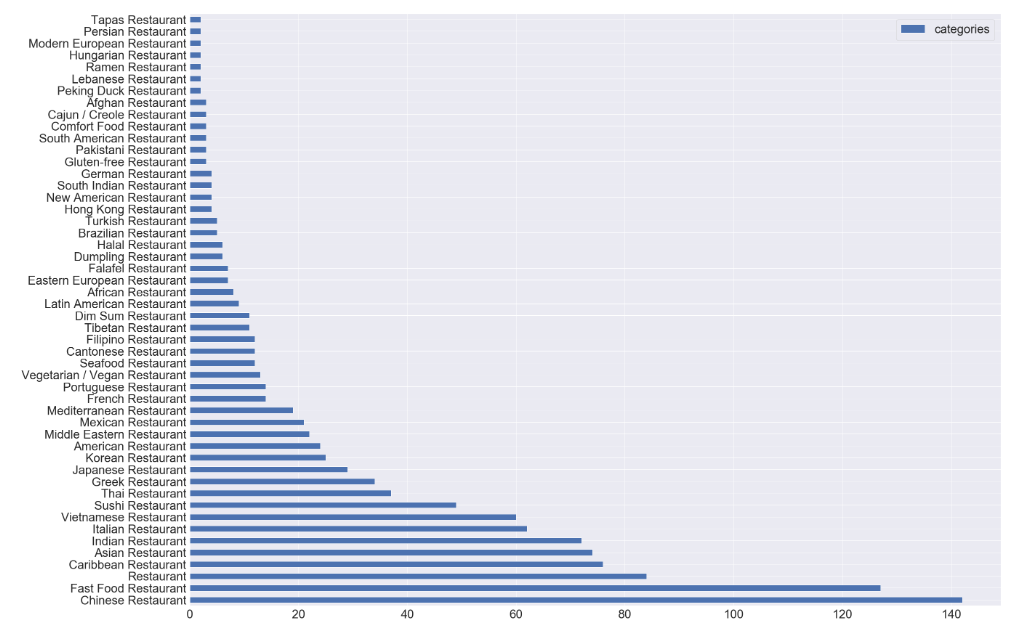 Tapas Restaurant
Persian Restaurant
Modern European Restaurant
Hungarian Restaurant
Ramen Restaurant
Lebanese Restaurant
Peking Duck Restaurant
Afghan Restaurant
Cajun / Creole Restaurant
Comfort Food Restaurant
South American Restaurant
Pakistani Restaurant
Gluten-free Restaurant
German Restaurant
South Indian Restaurant
New American Restaurant
Hong Kong Restaurant
Turkish Restaurant
Brazilian Restaurant
Halal Restaurant
Dumpling Restaurant
Falafel Restaurant
Eastern European Restaurant
African Restaurant
Latin American Restaurant
Dim Sum Restaurant
Tibetan Restaurant
Filipino Restaurant
Cantonese Restaurant
Seafood Restaurant
Vegetarian / Vegan Restaurant
Portuguese Restaurant
French Restaurant
Mediterranean Restaurant
Mexican Restaurant
Middle Eastern Restaurant
American Restaurant
Korean Restaurant
Japanese Restaurant
Greek Restaurant
Thai Restaurant
Sushi Restaurant
Vietnamese Restaurant
Italian Restaurant
Indian Restaurant
Asian Restaurant
Caribbean Restaurant
Restaurant
Fast Food Restaurant
Chinese Restaurant
0 20 40 60 80 100 120 140
categories